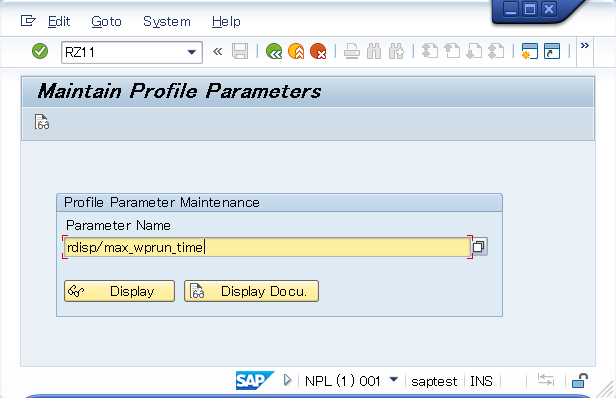 Edit Goto System Help
RZ11
Maintain Profile Parameters
Profile Parameter Maintenance
Parameter Name
rdisp/max_wprun_time
Display Display Docu.
SAP NPL (1) 001 saptest INS